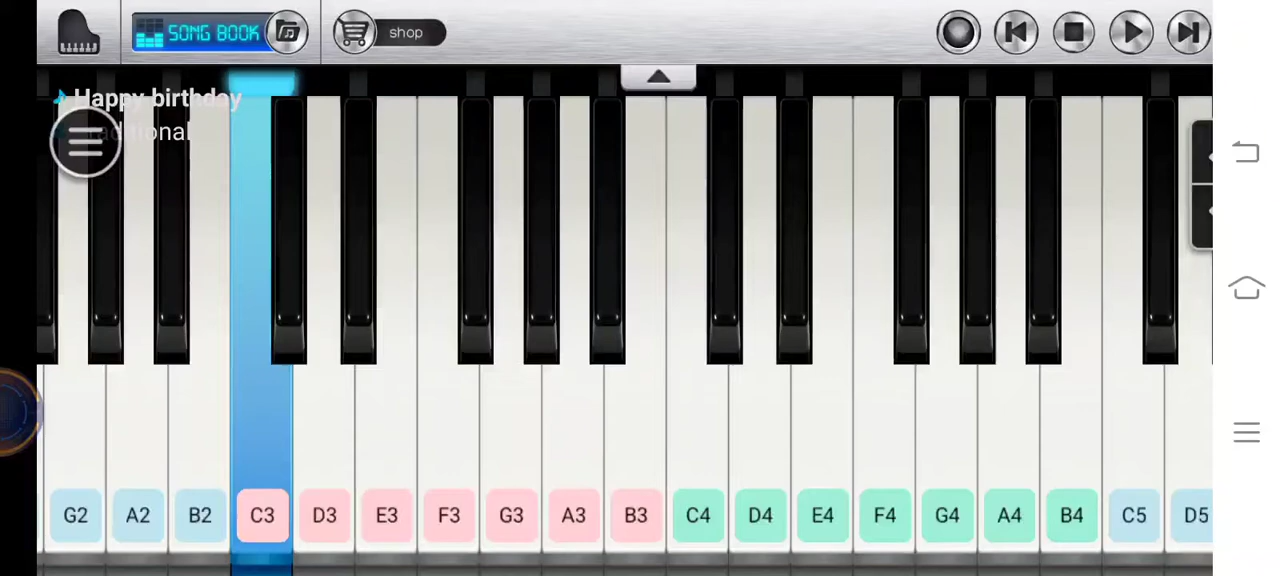 SONG BOOK
shop
Happy birthday
Traditional
G2 A2 B2 C3 D3 E3 F3 G3 A3 B3 C4 D4 E4 F4 G4 A4 B4 C5 D5